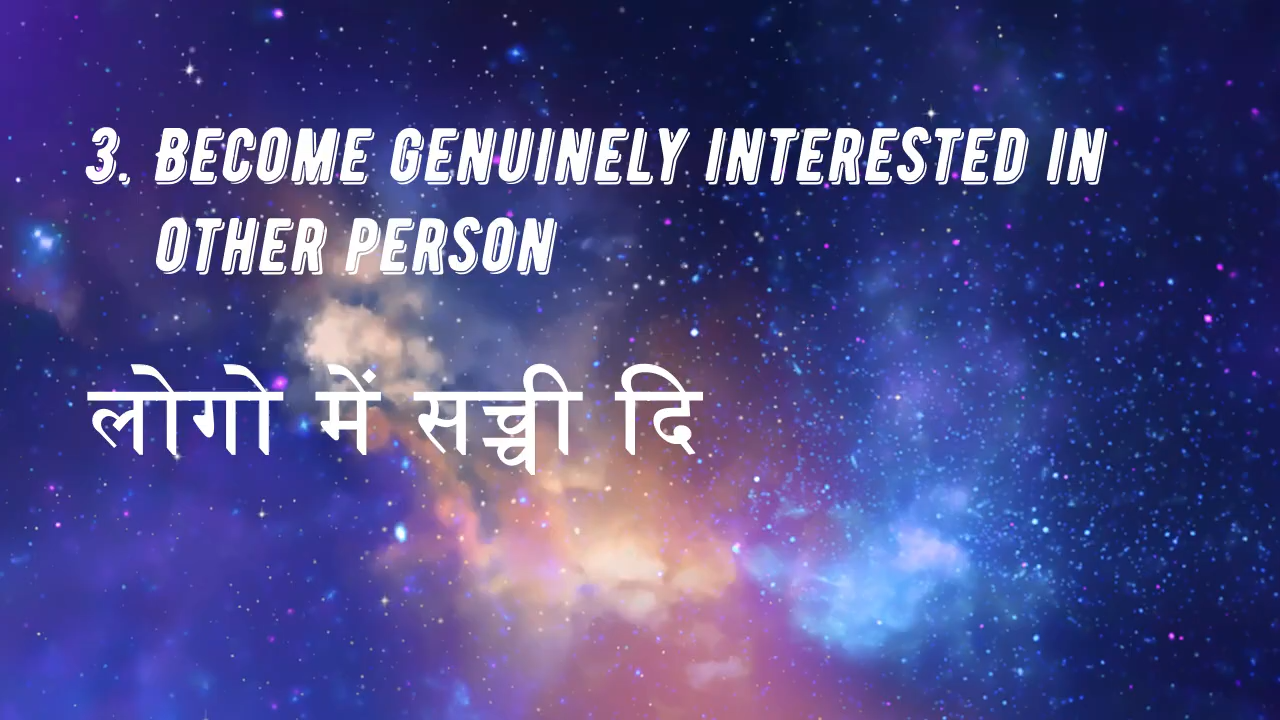 3. BECOME GENUINELY INTERESTED IN
OTHER PERSON
लोगो में सच्ची दि